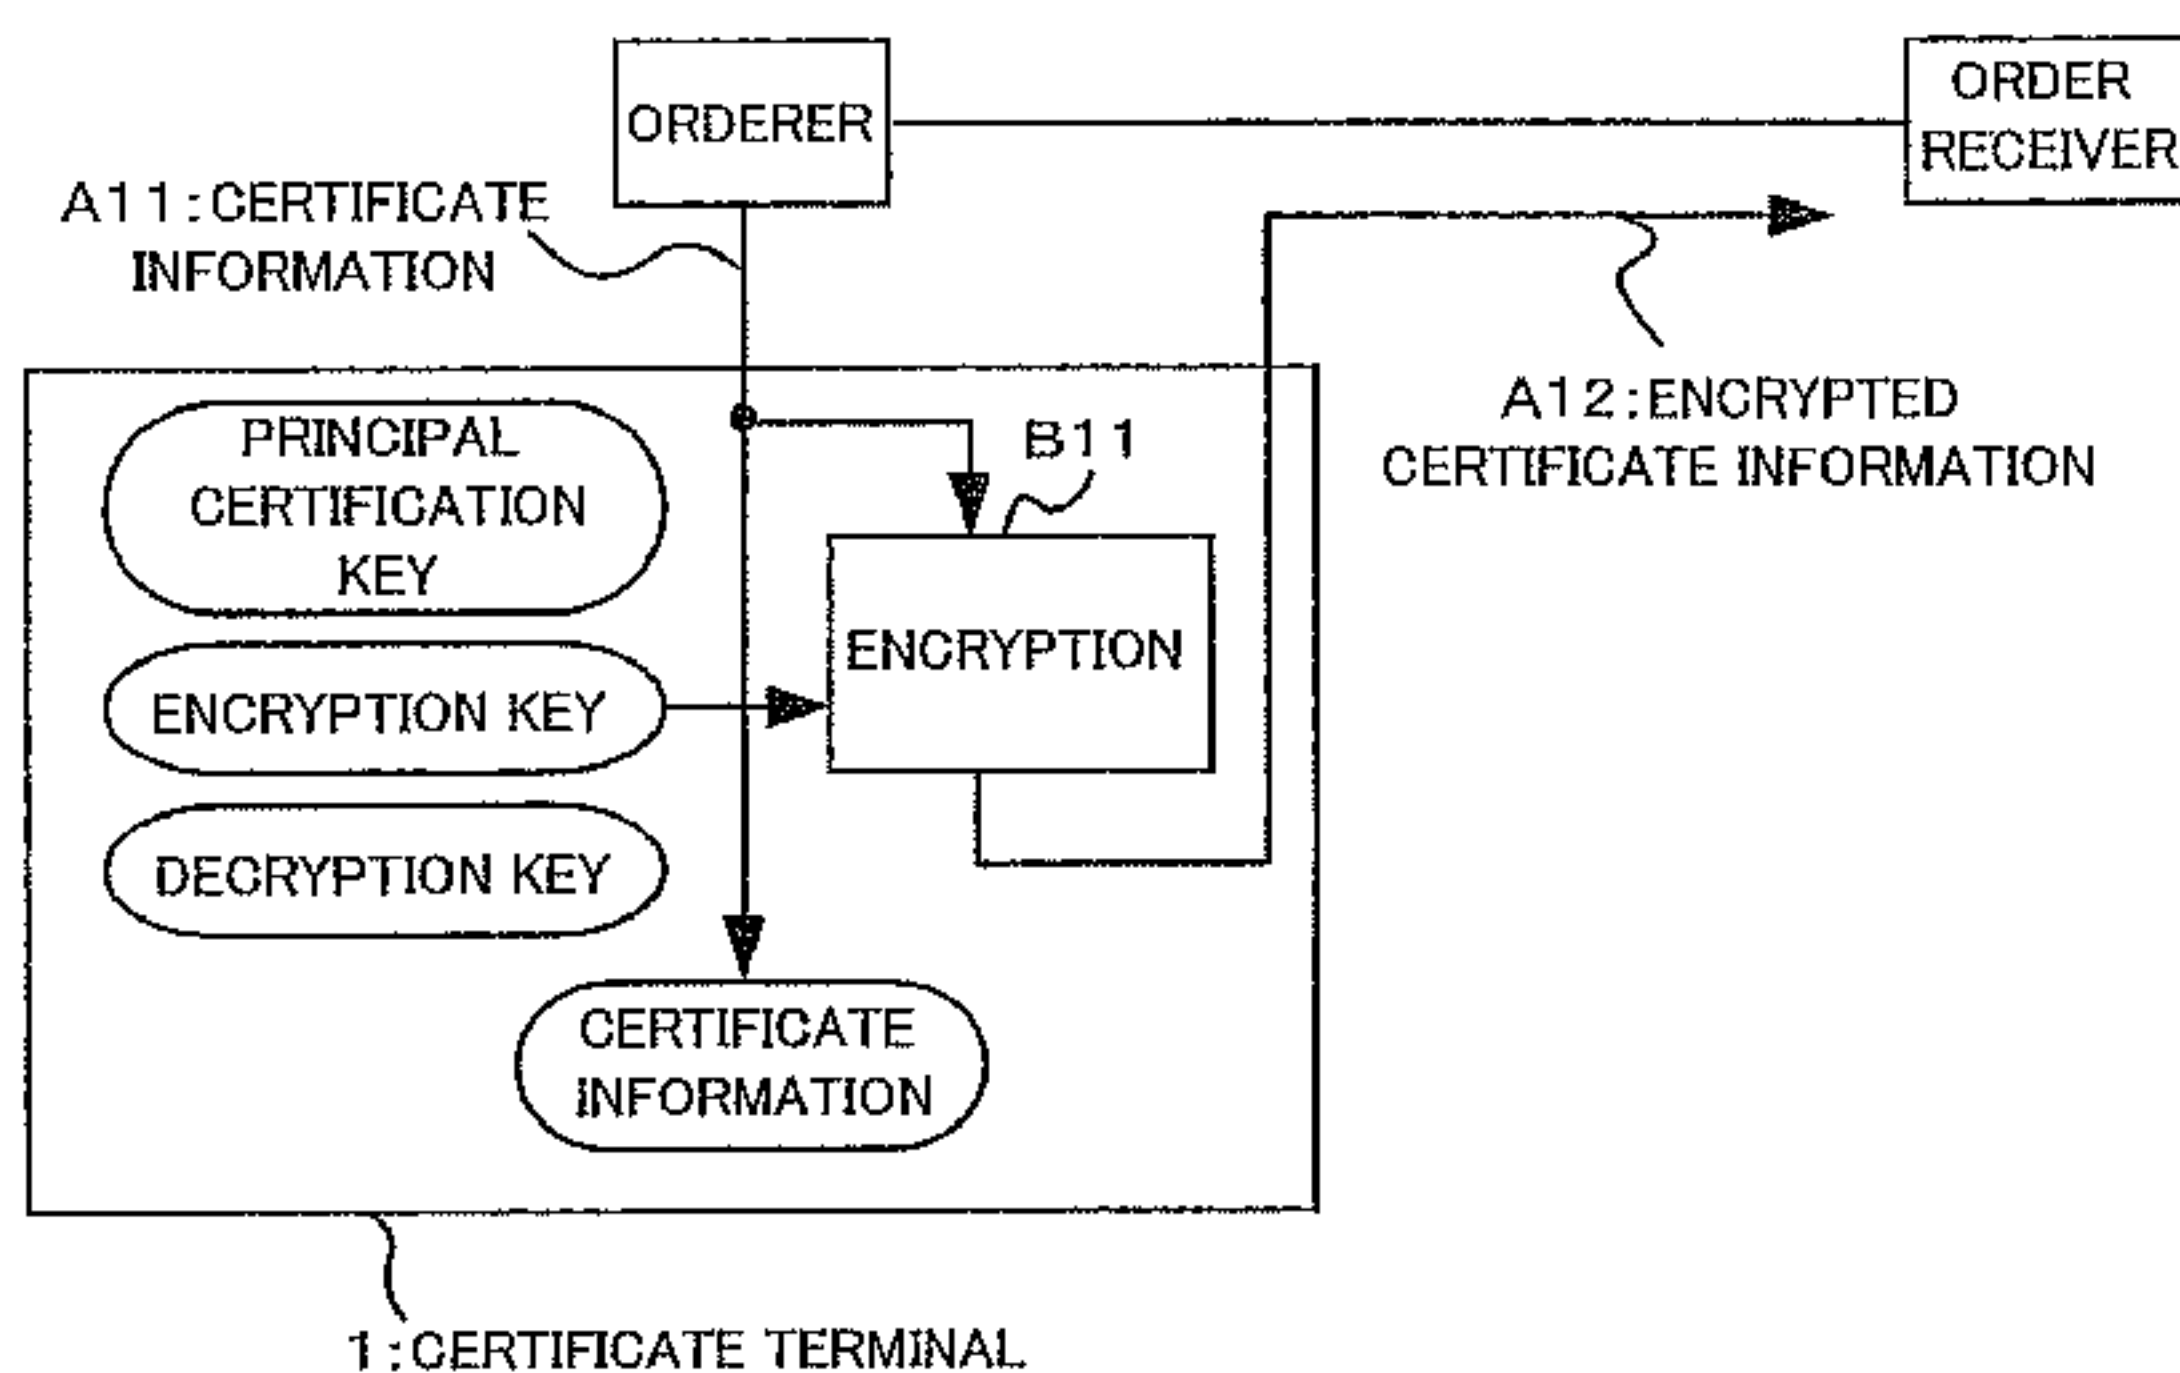 ORDERER
ORDER
RECEIVER
A11:CERTIFICATE
INFORMATION
A12:ENCRYPTED
CERTIFICATE INFORMATION
PRINCIPAL
CERTIFICATION
KEY
B11
ENCRYPTION
ENCRYPTION KEY
DECRYPTION KEY
CERTIFICATE
INFORMATION
1:CERTIFICATE TERMINAL